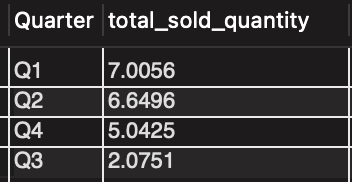 Quarter total_sold_quantity
Q1 7.0056
Q2 6.6496
Q4 5.0425
Q3 2.0751